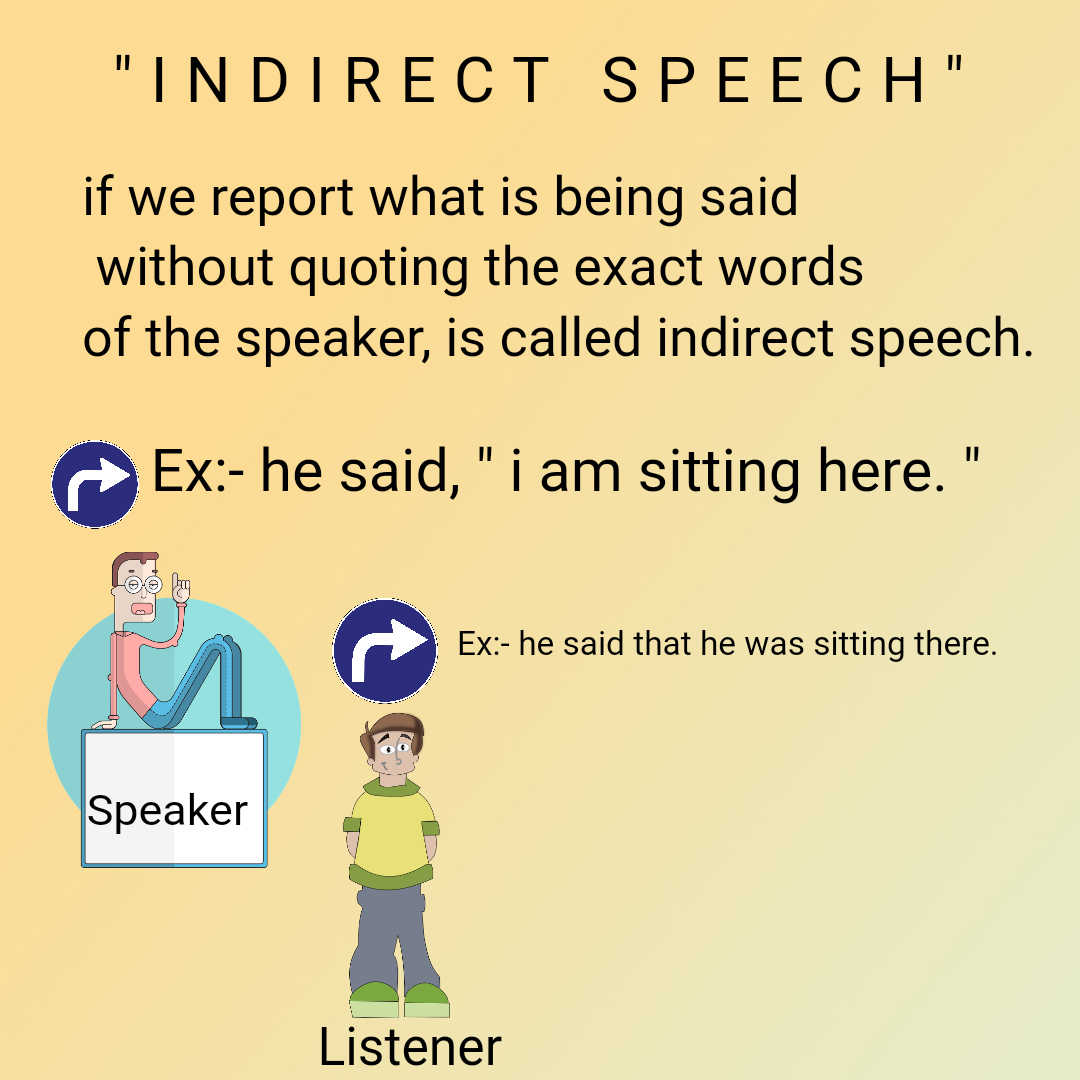 "INDIRECT SPEECH"
if we report what is being said
without quoting the exact words
of the speaker, is called indirect speech.
Ex:- he said, " i am sitting here. "
Ex:- he said that he was sitting there.
Speaker
Listener